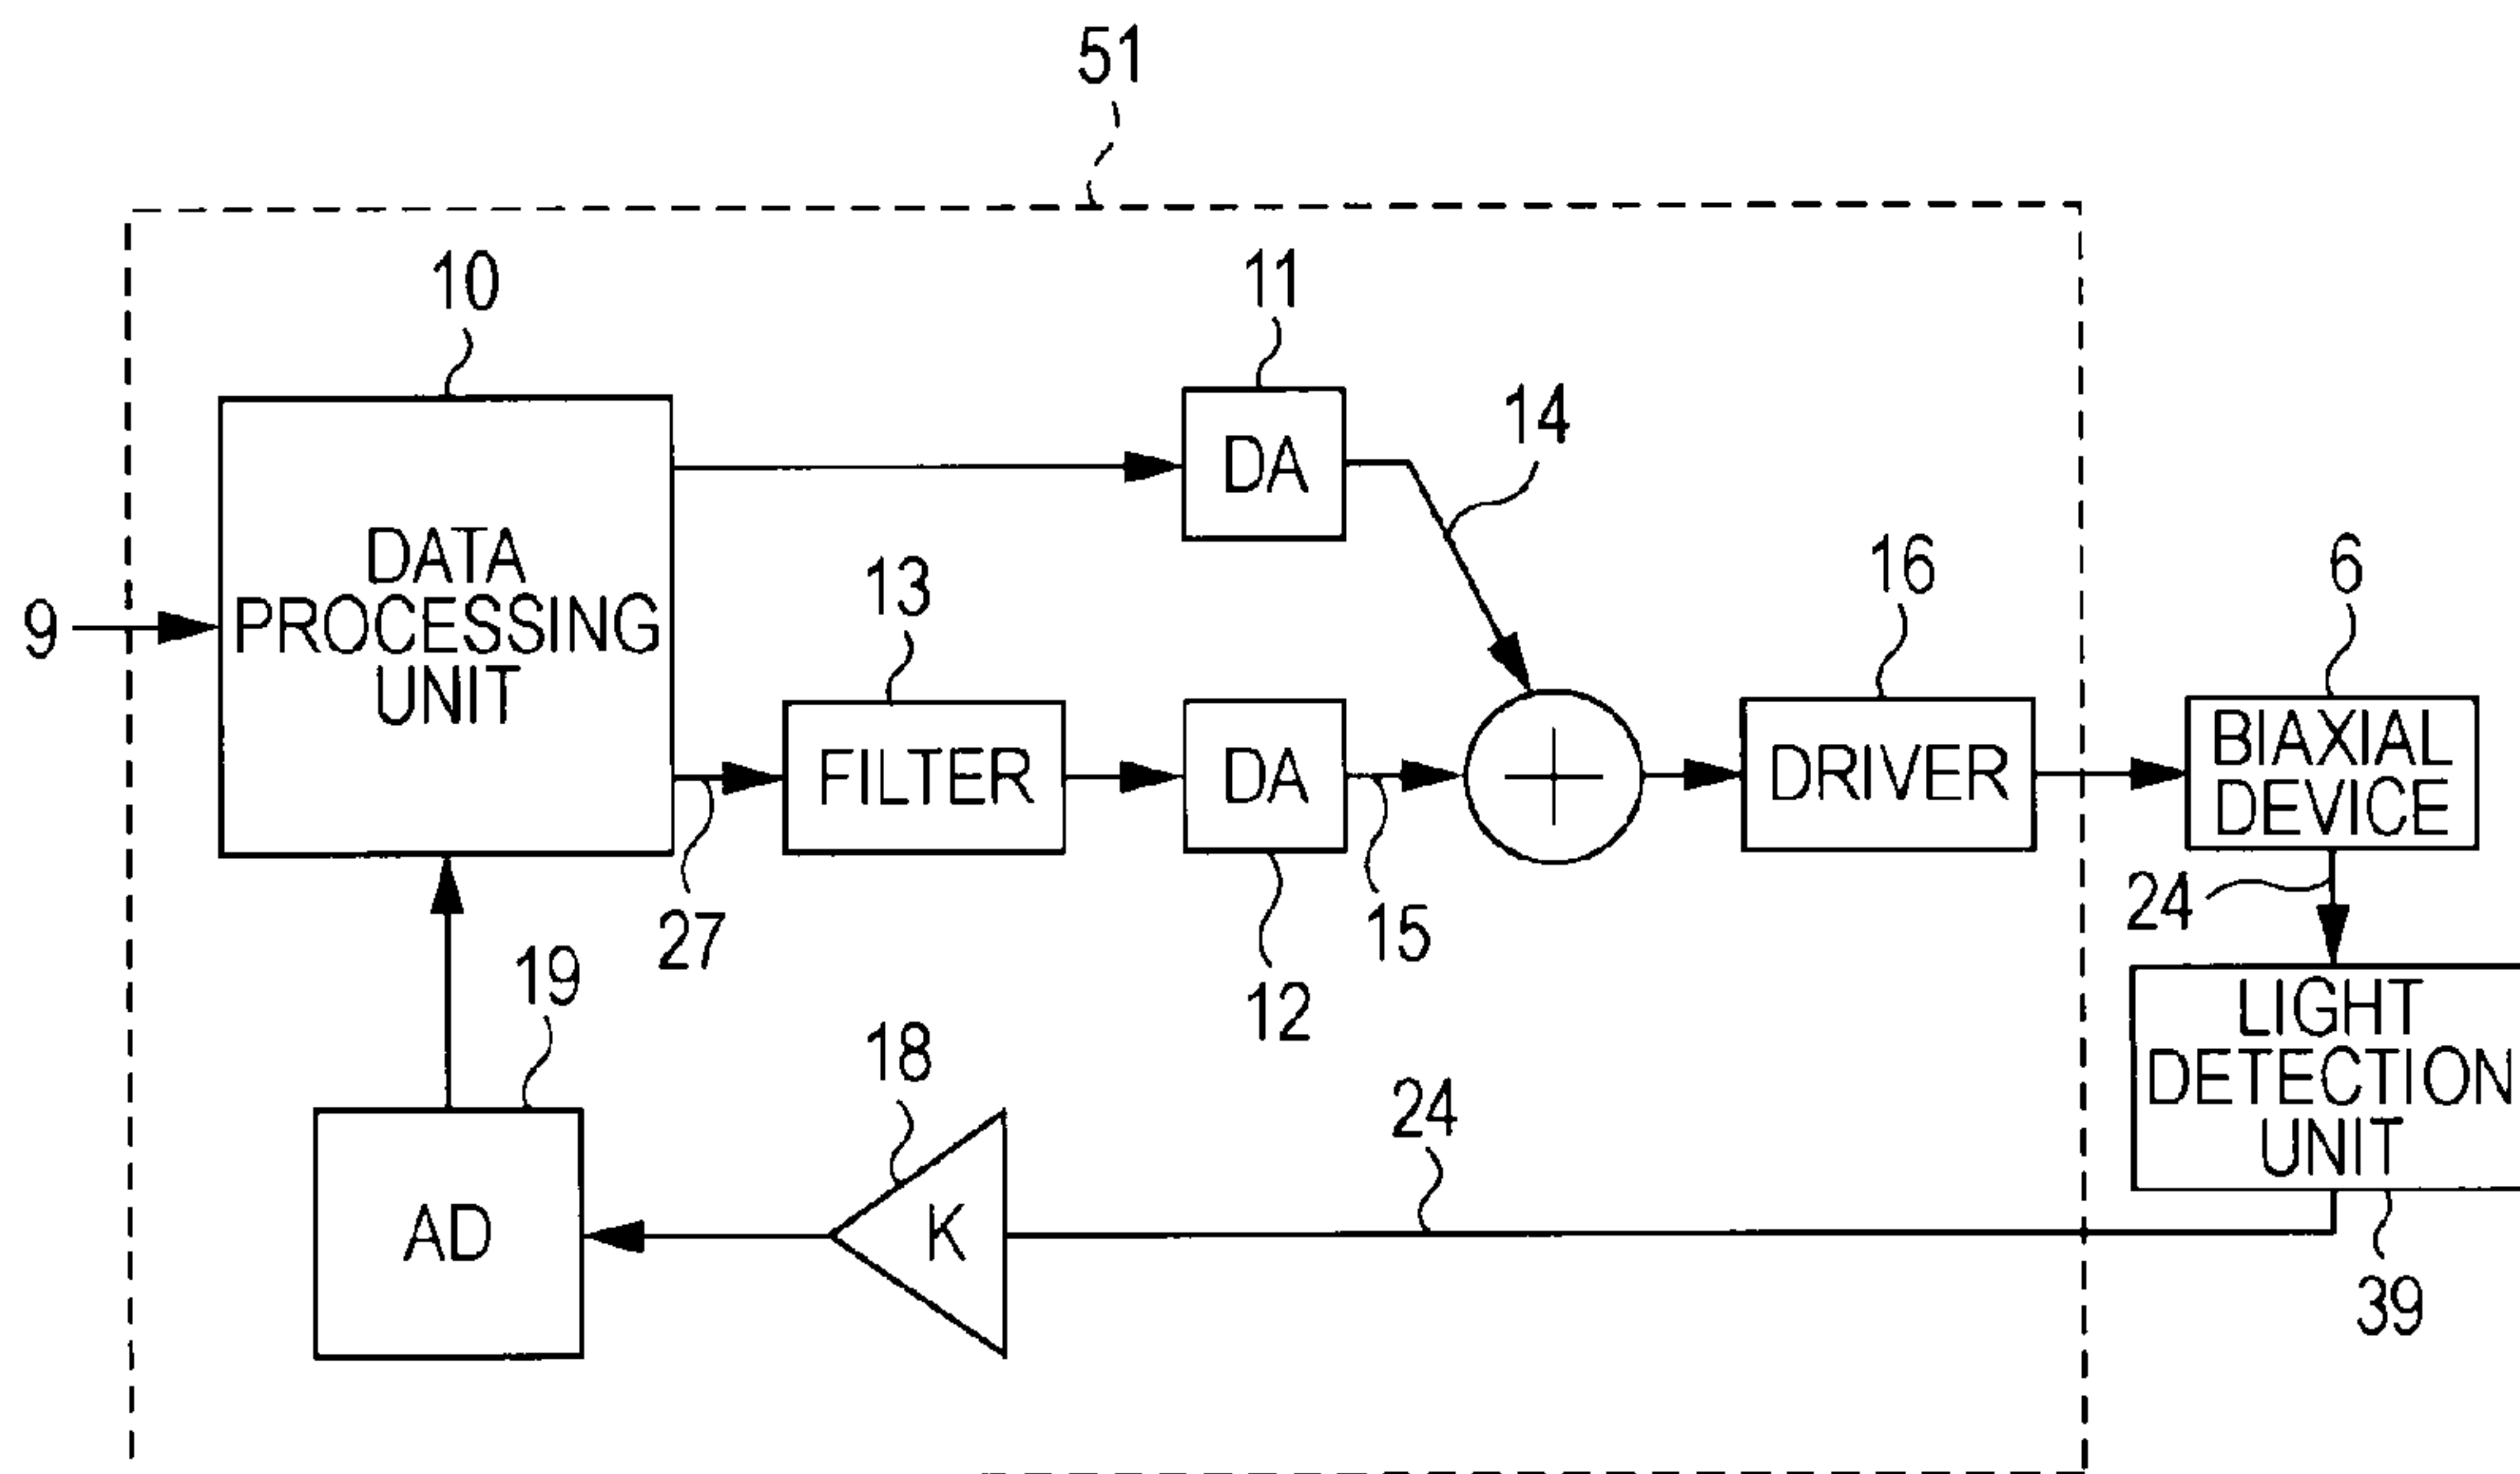 51
10
11
14
DA
13
16
6
DATA
PROCESSING
UNIT
9
FILTER
DA
DRIVER
BIAXIAL
DEVICE
27
15
24
12
19
18
24
LIGHT
DETECTION
UNIT
AD
K
39